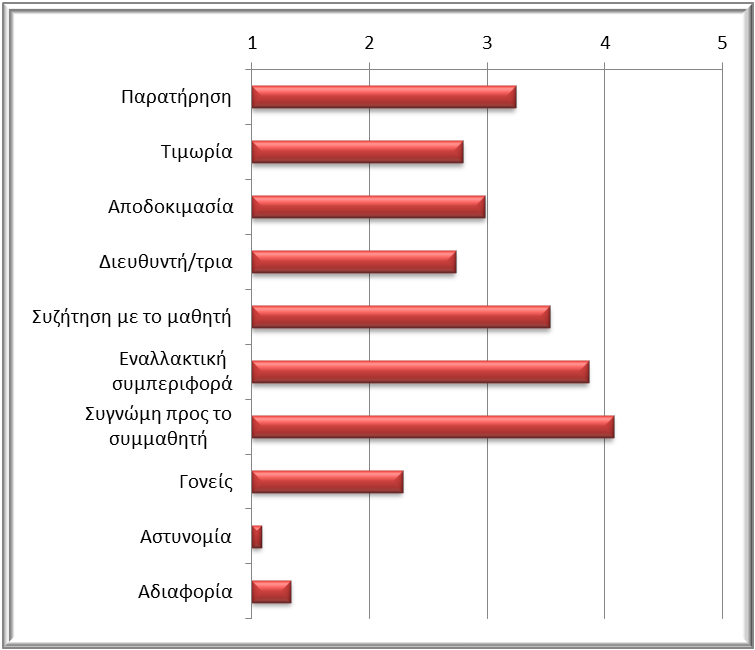 1 2 3 4 5
Παρατήρηση
Τιμωρία
Αποδοκιμασία
Διευθυντή/τρια
Συζήτηση με το μαθητή
Εναλλακτική
συμπεριφορά
Συγνώμη προς το
συμμαθητή
Γονείς
Αστυνομία
Αδιαφορία